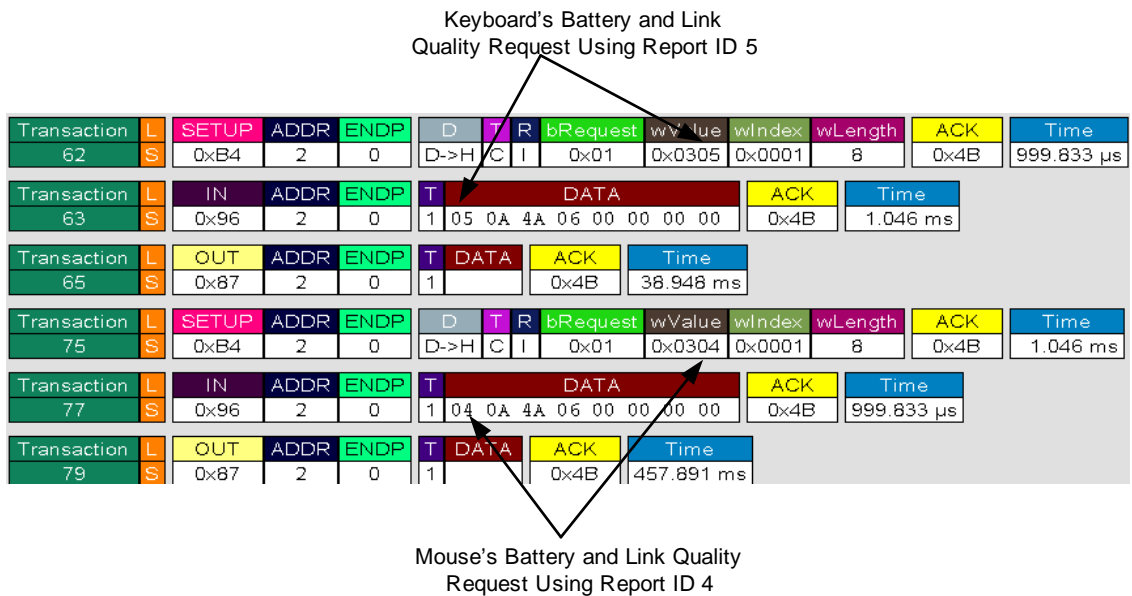 Keyboard's Battery and Link
Quality Request Using Report ID 5
Transaction L SETUP ADDR ENDP D T R bRequest wValue wIndex wLength ACK Time
62 S 0xB4 2 0 D->H C I 0x01 0x0305 0x0001 8 0x4B 999.833 µs
Transaction L IN ADDR ENDP T DATA ACK Time
63 S 0x96 2 0 1 05 0A 4A 06 00 00 00 00 0x4B 1.046 ms
Transaction L OUT ADDR ENDP T DATA ACK Time
65 S 0x87 2 0 1 0x4B 38.948 ms
Transaction L SETUP ADDR ENDP D T R bRequest wValue wIndex wLength ACK Time
75 S 0xB4 2 0 D->H C I 0x01 0x0304 0x0001 8 0x4B 1.046 ms
Transaction L IN ADDR ENDP T DATA ACK Time
77 S 0x96 2 0 1 04 0A 4A 06 00 00 00 00 0x4B 999.833 µs
Transaction L OUT ADDR ENDP T DATA ACK Time
79 S 0x87 2 0 1 0x4B 457.891 ms
Mouse's Battery and Link Quality
Request Using Report ID 4